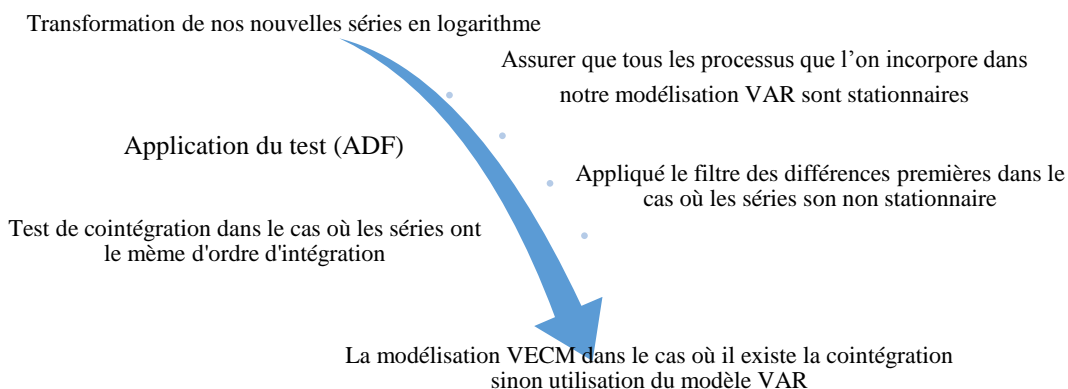 Transformation de nos nouvelles séries en logarithme
Assurer que tous les processus que l’on incorpore dans
notre modélisation VAR sont stationnaires
Application du test (ADF)
Appliqué le filtre des différences premières dans le
cas où les séries son non stationnaire
Test de cointégration dans le cas où les séries ont
le mème d'ordre d'intégration
La modélisation VECM dans le cas où il existe la cointégration
sinon utilisation du modèle VAR